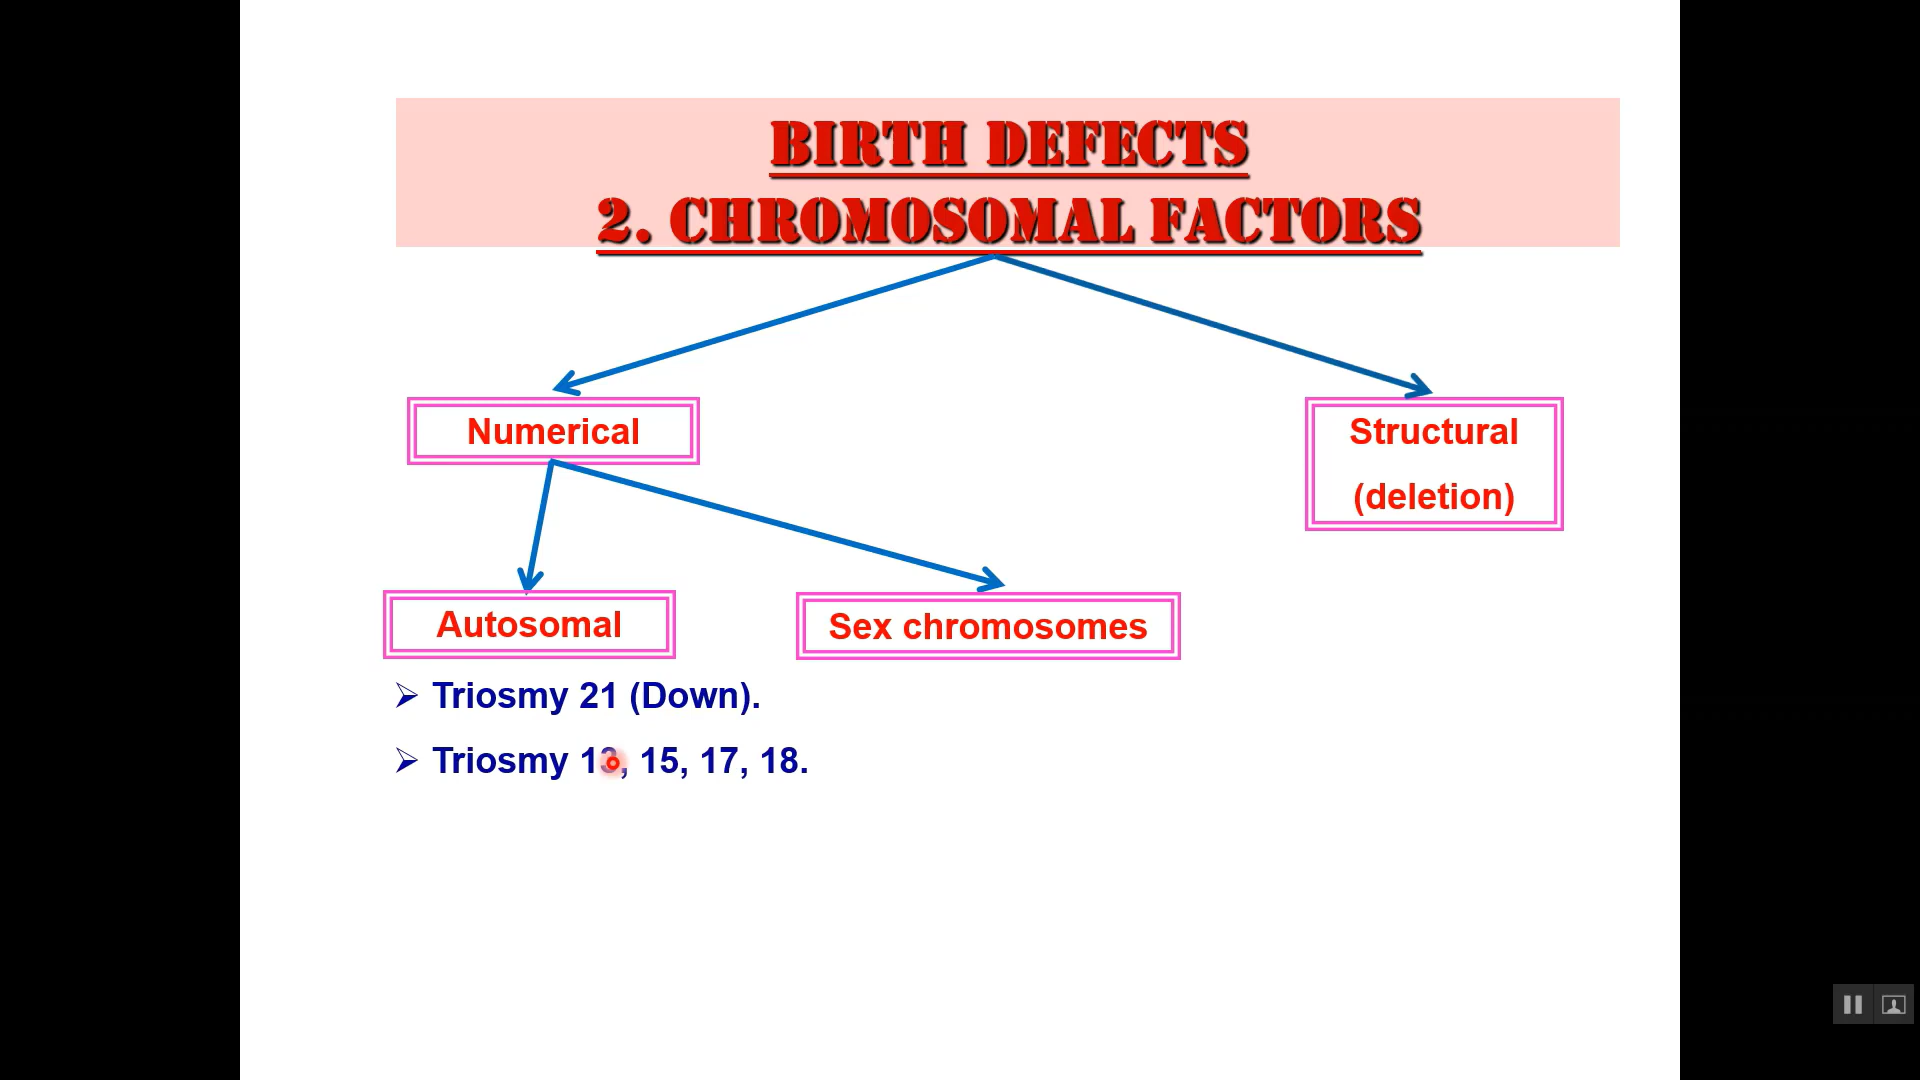 BIRTH DEFECTS
2. CHROMOSOMAL FACTORS
Numerical
Structural
(deletion)
Autosomal
Sex chromosomes
Triosmy 21 (Down).
Triosmy 13, 15, 17, 18.